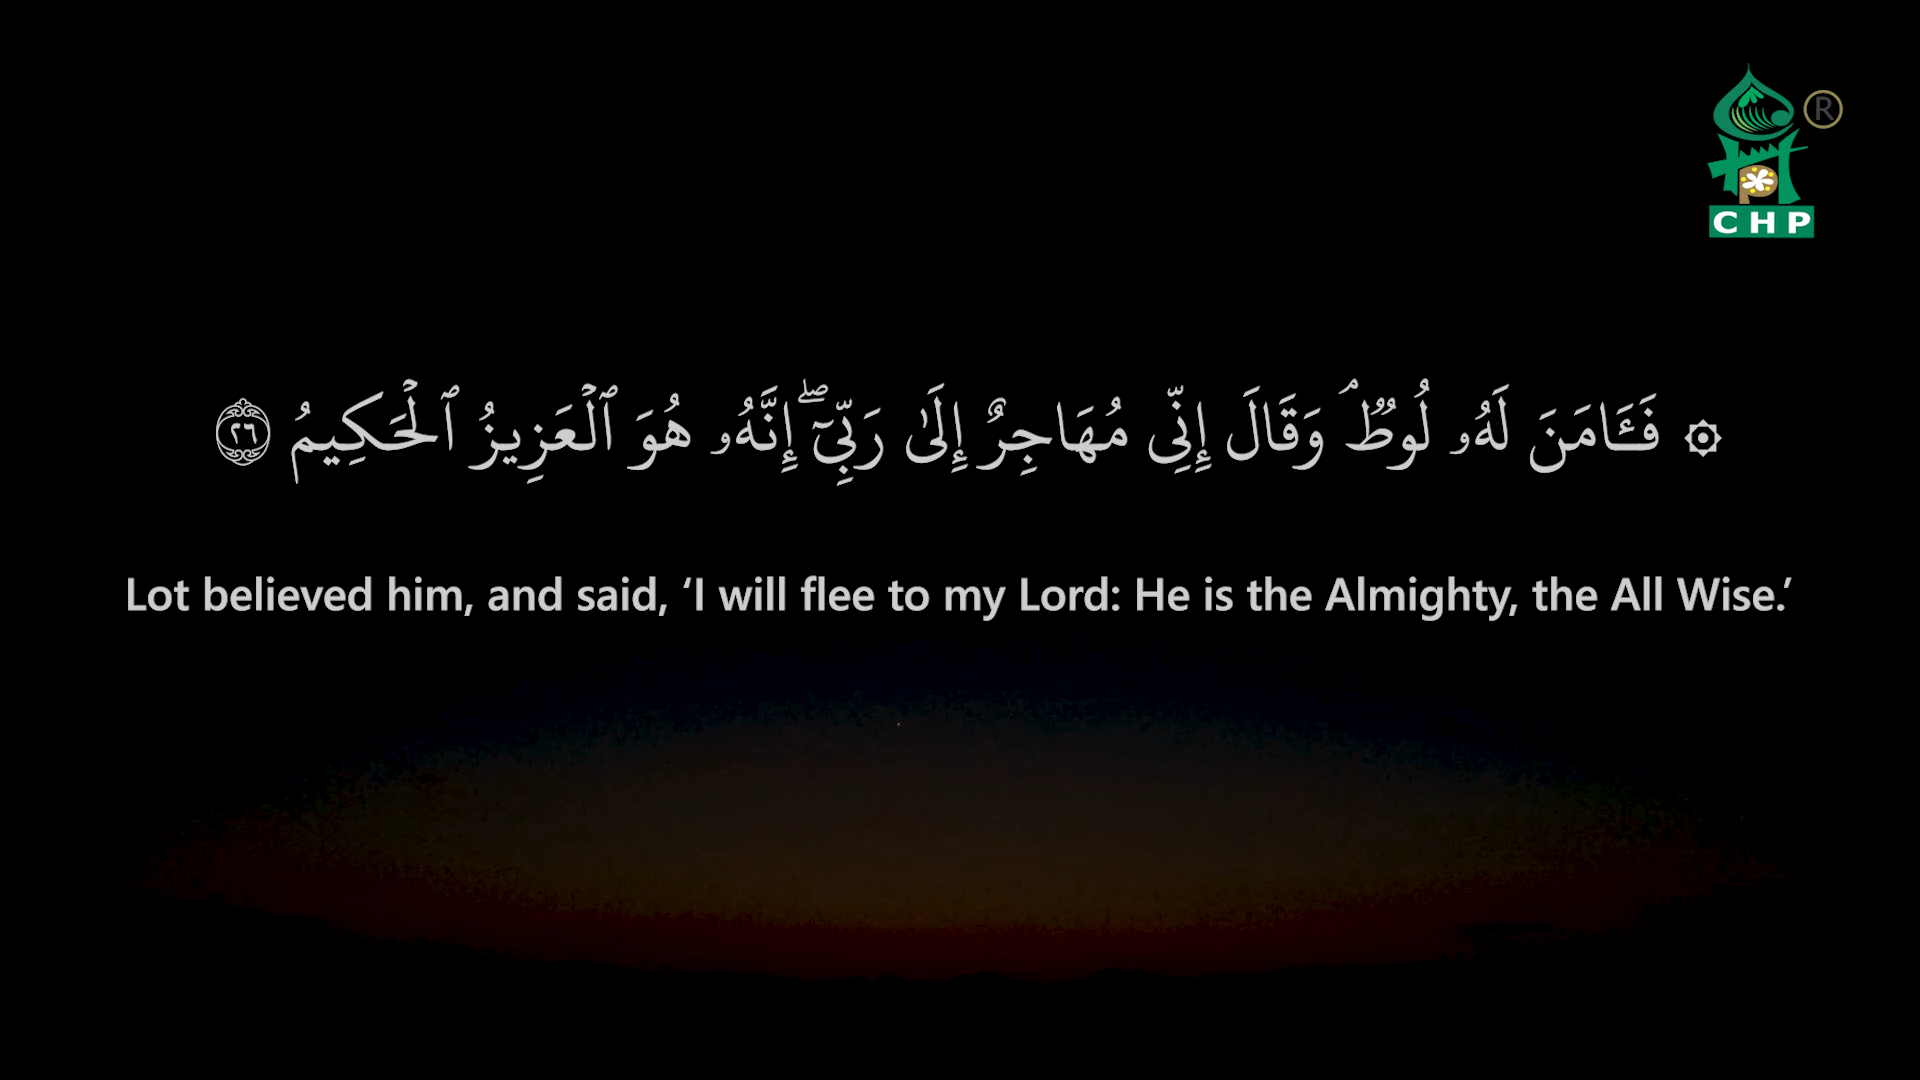 CHP
®
۞ فَـَٔامَنَ لَهُۥ لُوطٌۘ وَقَالَ إِنِّى مُهَاجِرٌ إِلَىٰ رَبِّىٓۖ إِنَّهُۥ هُوَ ٱلْعَزِيزُ ٱلْحَكِيمُ ٢٦
Lot believed him, and said, ‘I will flee to my Lord: He is the Almighty, the All Wise.’